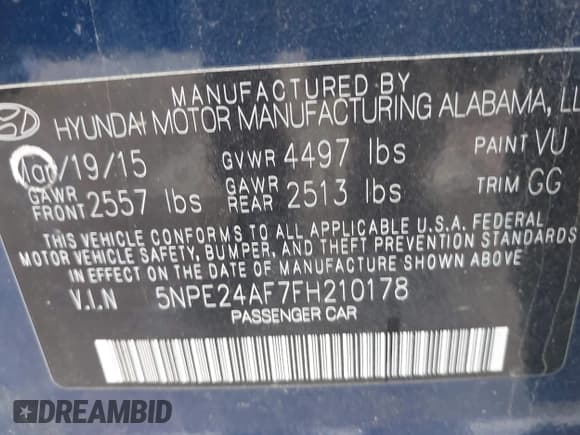 MANUFACTURED BY
HYUNDAI MOTOR MANUFACTURING ALABAMA, LL
Mar/19/15 GVWR 4497 lbs PAINT VU
GAWR FRONT 2557 lbs GAWR REAR 2513 lbs TRIM GG
THIS VEHICLE CONFORMS TO ALL APPLICABLE U.S.A. FEDERAL
MOTOR VEHICLE SAFETY, BUMPER, AND THEFT PREVENTION STANDARDS
IN EFFECT ON THE DATE OF MANUFACTURE SHOWN ABOVE.
V.I.N 5NPE24AF7FH210178
PASSENGER CAR
DREAMBID